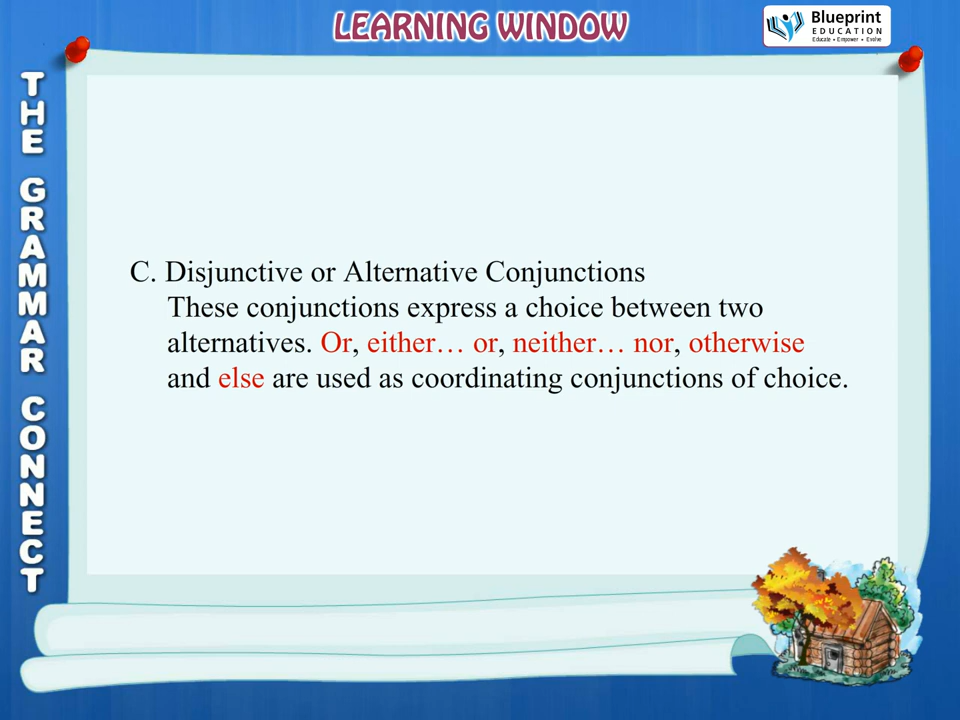 LEARNING WINDOW
Blueprint
EDUCATION
Educate • Empower • Evolve
THE GRAMMAR CONNECT
C. Disjunctive or Alternative Conjunctions
These conjunctions express a choice between two
alternatives. Or, either… or, neither… nor, otherwise
and else are used as coordinating conjunctions of choice.